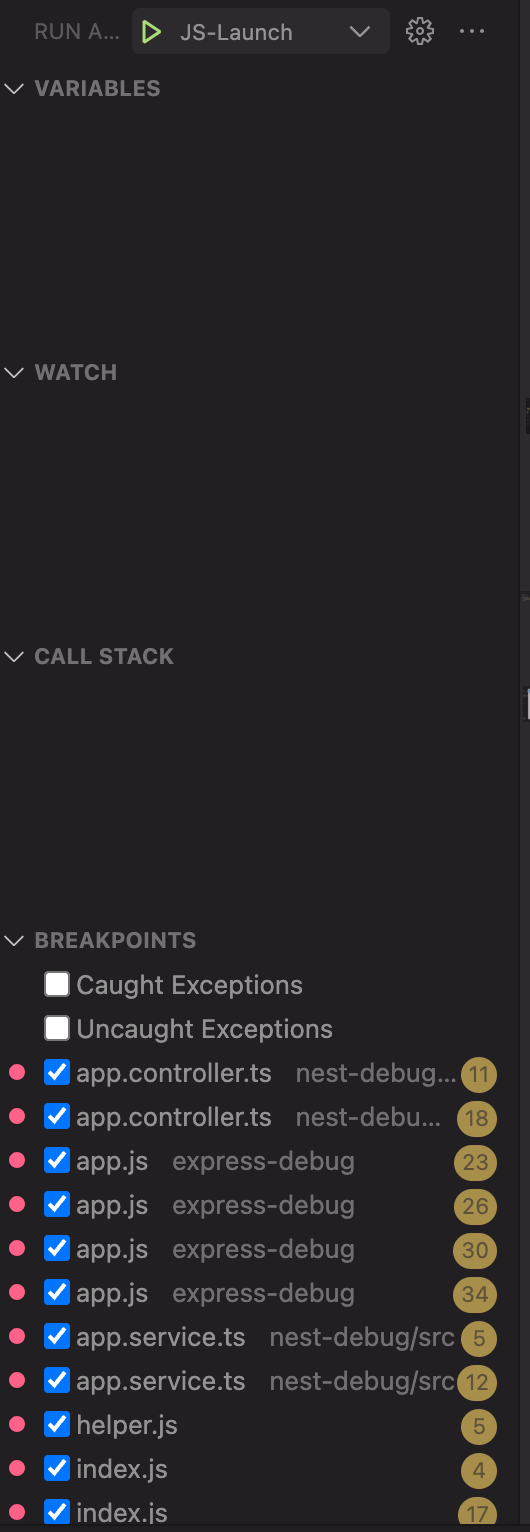 RUN A... JS-Launch ...
VARIABLES
WATCH
CALL STACK
BREAKPOINTS
Caught Exceptions
Uncaught Exceptions
app.controller.ts nest-debug... 11
app.controller.ts nest-debu... 18
app.js express-debug 23
app.js express-debug 26
app.js express-debug 30
app.js express-debug 34
app.service.ts nest-debug/src 5
app.service.ts nest-debug/src 12
helper.js 5
index.js 4
index.js 17